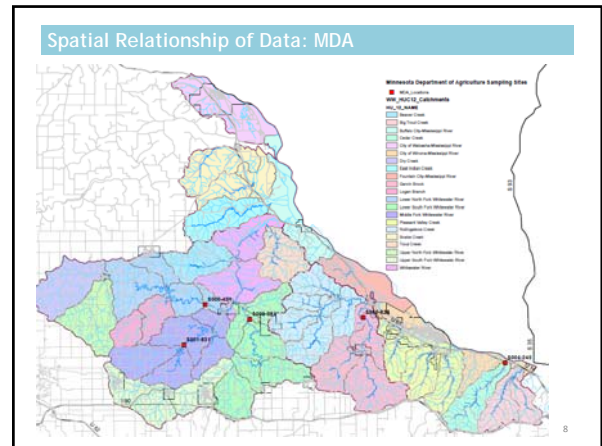 Spatial Relationship of Data: MDA
Minnesota Department of Agriculture Sampling Sites
MDA_Locations
WW_HUC12_Catchments
HU_12_NAME
Beaver Creek
Big Trout Creek
Buffalo City-Mississippi River
Cedar Creek
City of Wabasha-Mississippi River
City of Winona-Mississippi River
Dry Creek
East Indian Creek
Fountain City-Mississippi River
Garvin Brook
Logan Branch
Lower North Fork Whitewater River
Lower South Fork Whitewater River
Middle Fork Whitewater River
Pleasant Valley Creek
Rollingstone Creek
Snake Creek
Trout Creek
Upper North Fork Whitewater River
Upper South Fork Whitewater River
Whitewater River
I 90
8